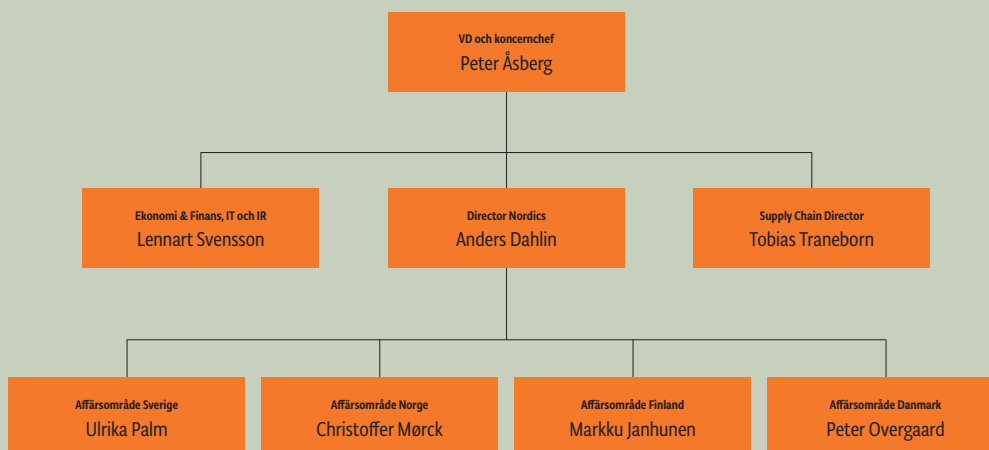 VD och koncernchef
Peter Åsberg
Ekonomi & Finans, IT och IR
Lennart Svensson
Director Nordics
Anders Dahlin
Supply Chain Director
Tobias Traneborn
Affärsområde Sverige
Ulrika Palm
Affärsområde Norge
Christoffer Mørck
Affärsområde Finland
Markku Janhunen
Affärsområde Danmark
Peter Overgaard